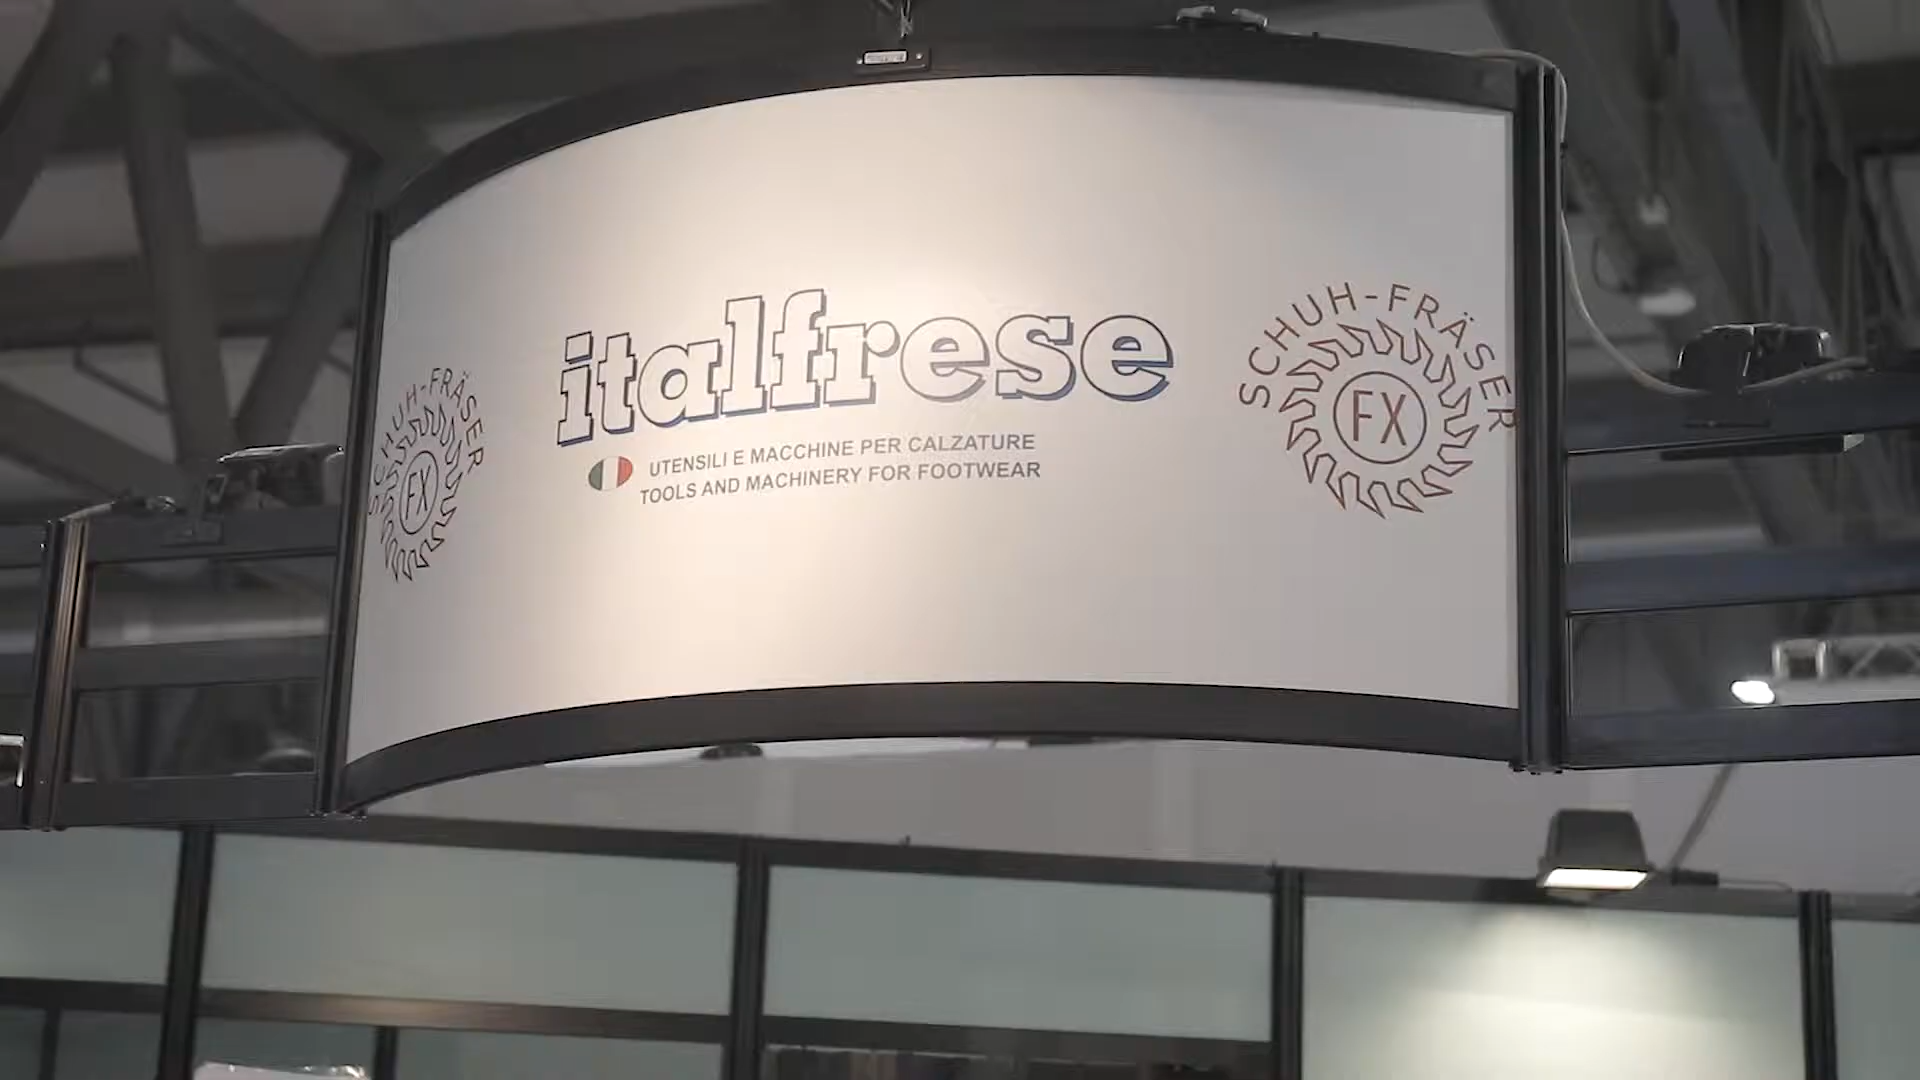 SCHUH-FRÄSER
FX
italfrese
UTENSILI E MACCHINE PER CALZATURE
TOOLS AND MACHINERY FOR FOOTWEAR
SCHUH-FRÄSER
FX